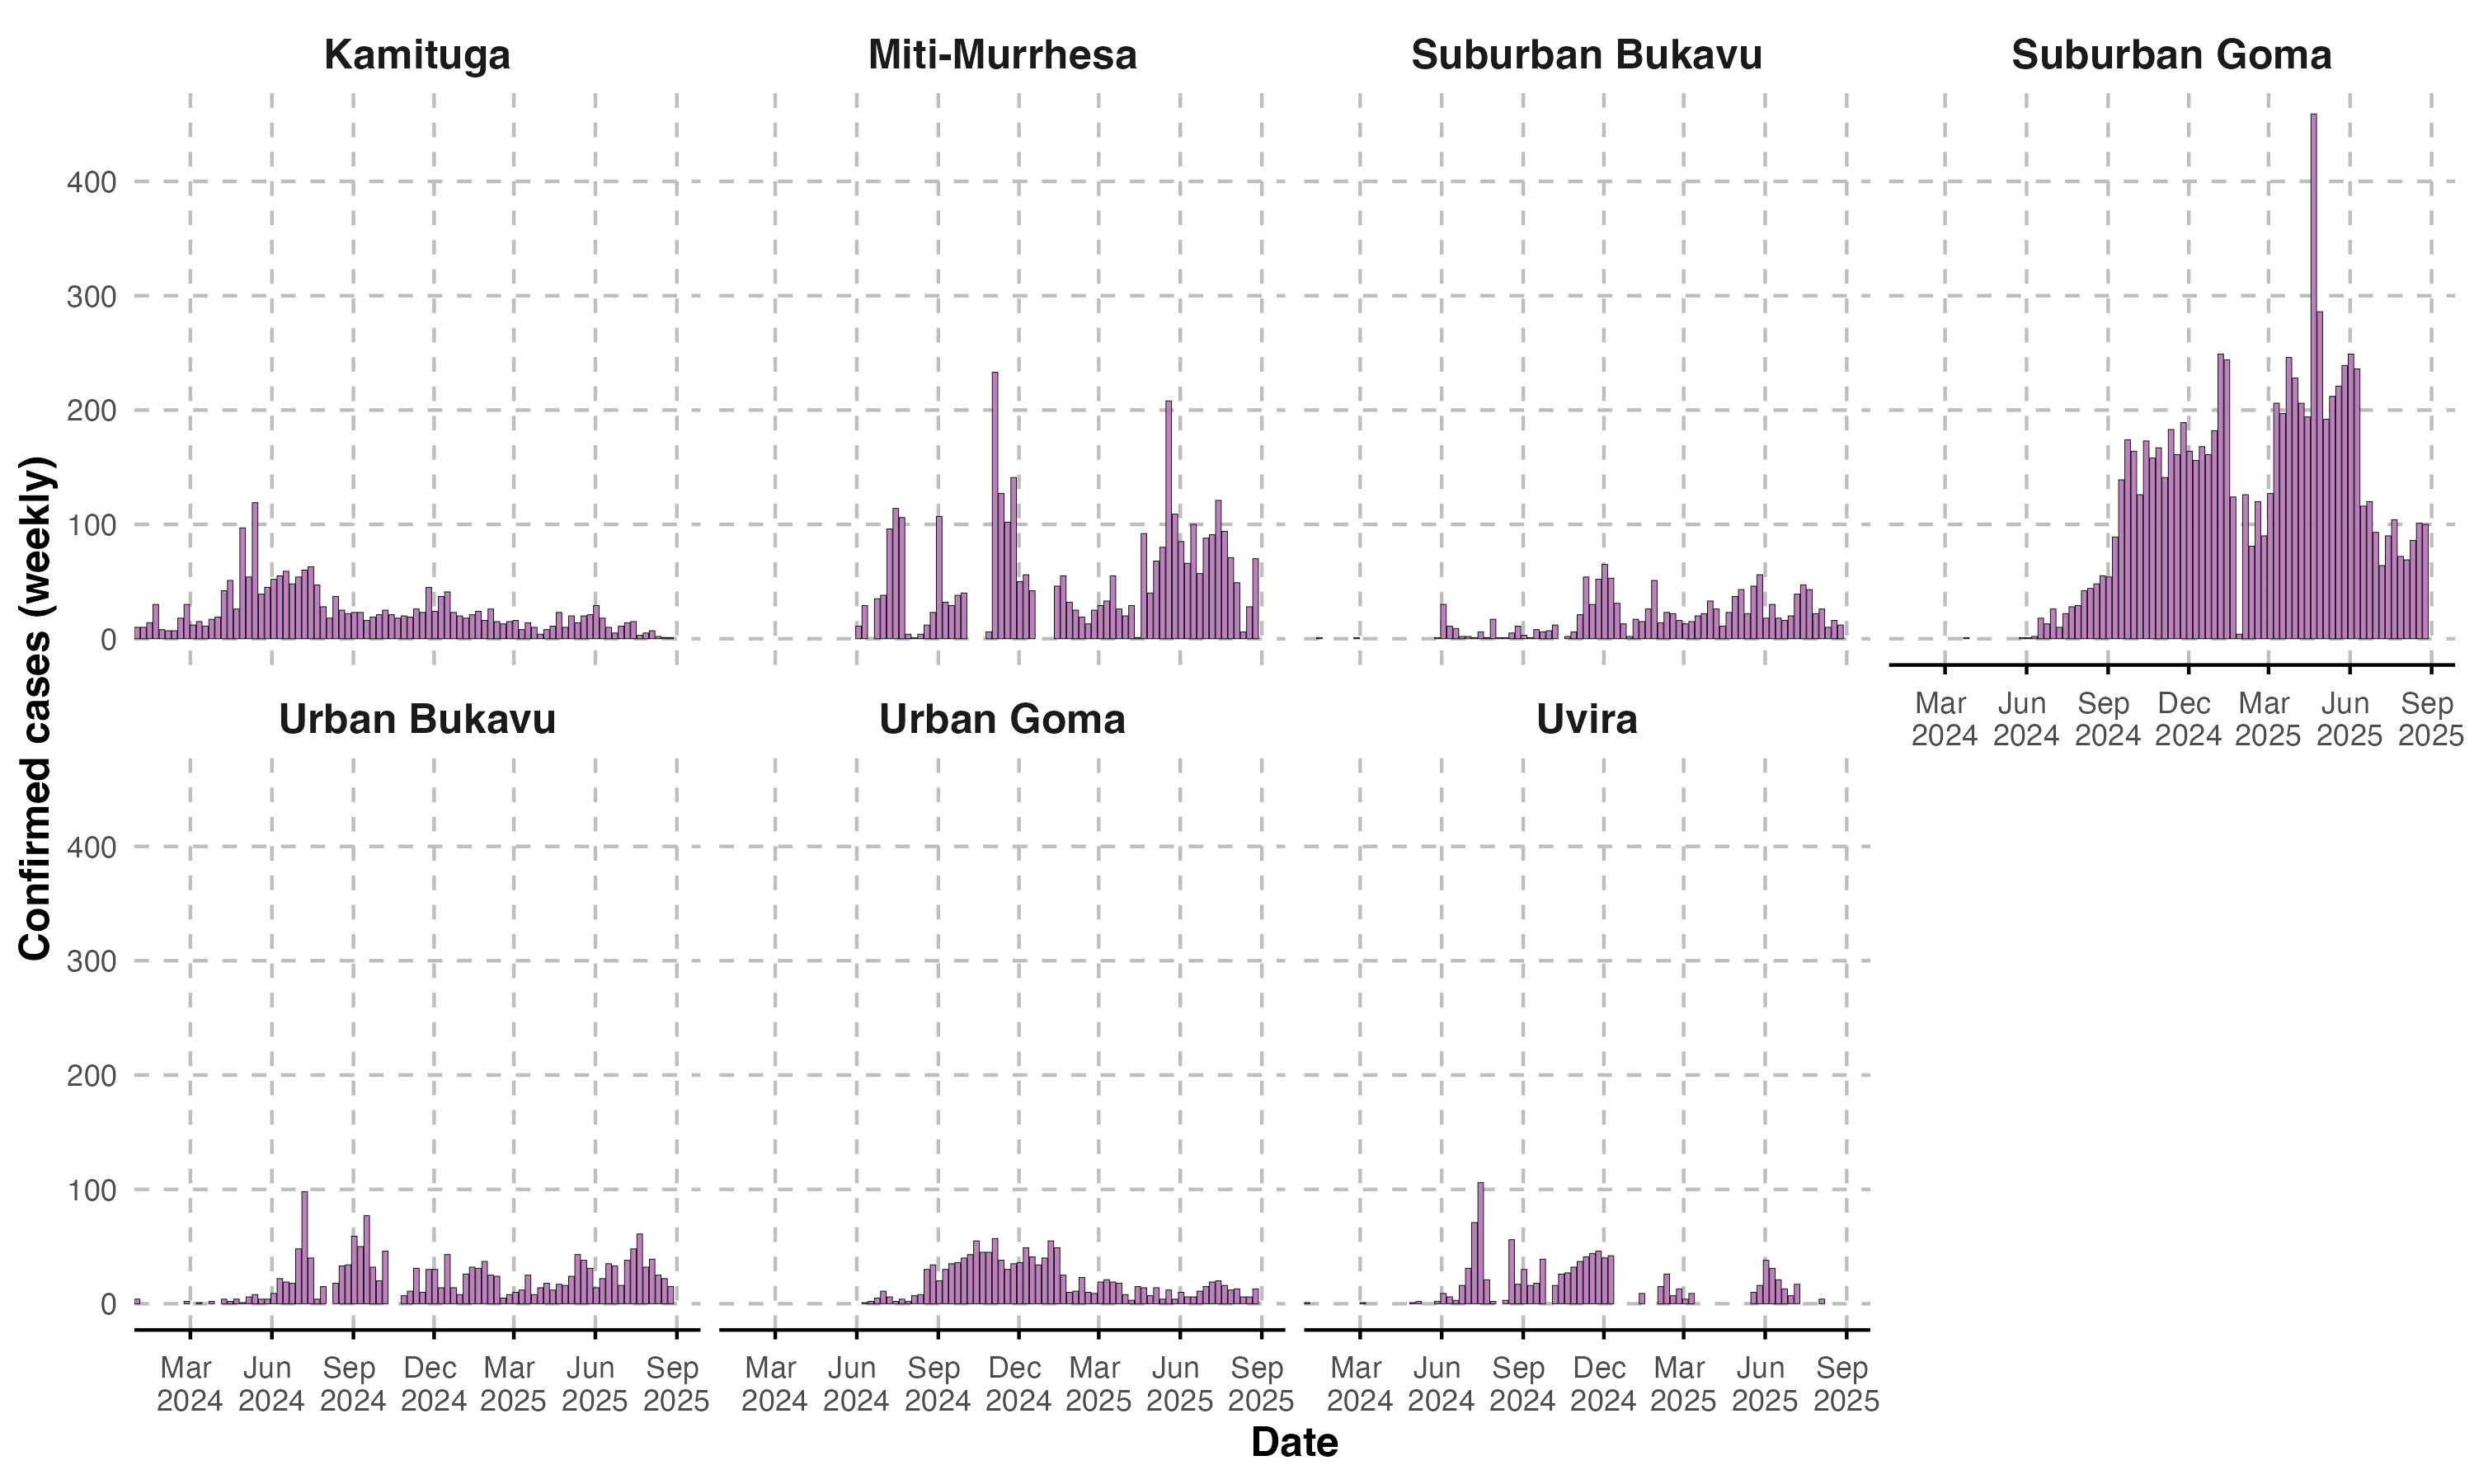 Kamituga
Miti-Murrhesa
Suburban Bukavu
Suburban Goma
Confirmed cases (weekly)
400
300
200
100
0
Mar 2024
Jun 2024
Sep 2024
Dec 2024
Mar 2025
Jun 2025
Sep 2025
Urban Bukavu
Urban Goma
Uvira
400
300
200
100
0
Mar 2024
Jun 2024
Sep 2024
Dec 2024
Mar 2025
Jun 2025
Sep 2025
Mar 2024
Jun 2024
Sep 2024
Dec 2024
Mar 2025
Jun 2025
Sep 2025
Mar 2024
Jun 2024
Sep 2024
Dec 2024
Mar 2025
Jun 2025
Sep 2025
Date